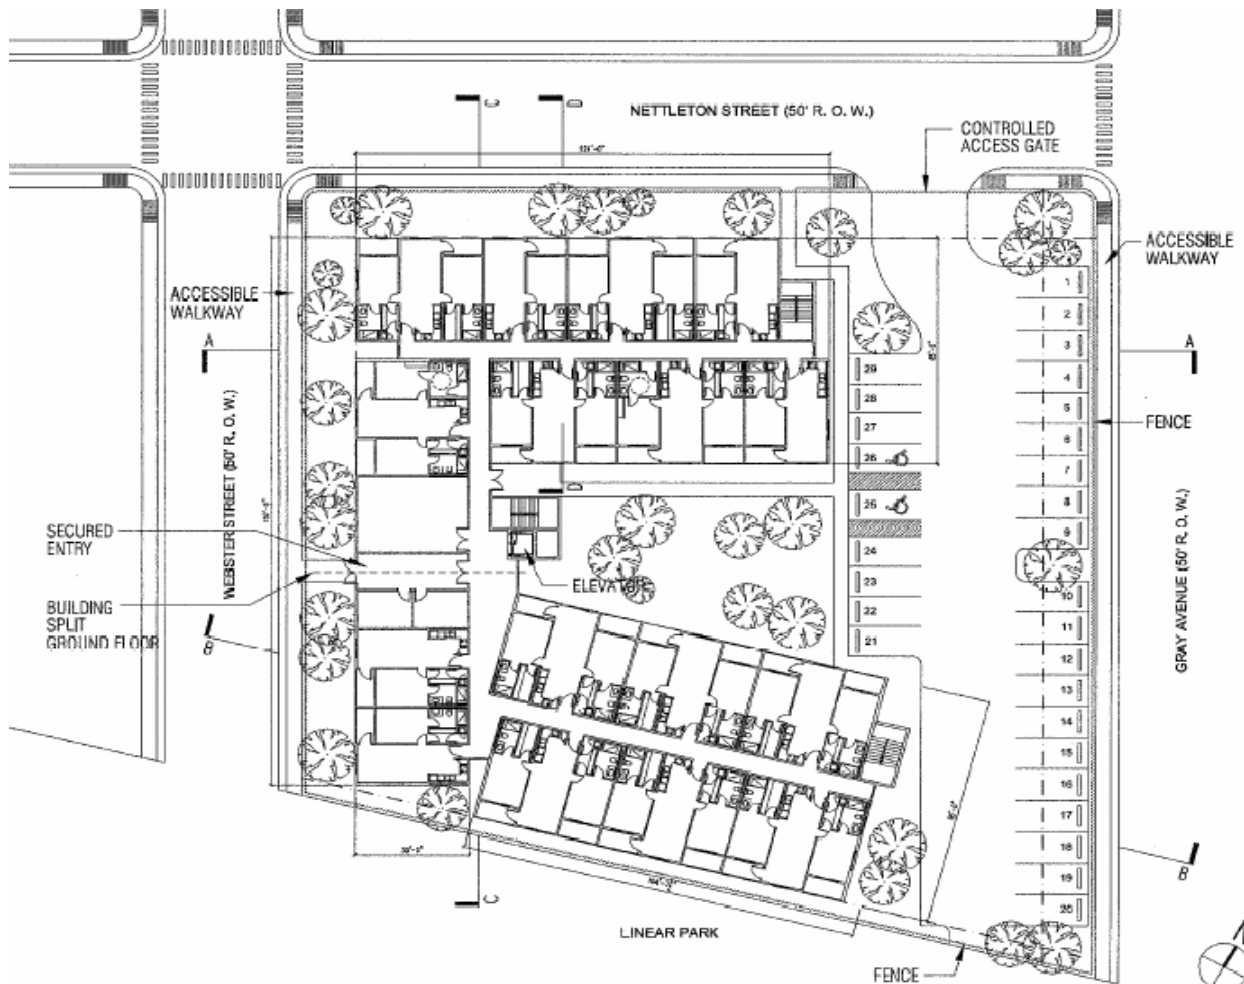 NETTLETON STREET (50' R. O. W.)
CONTROLLED
ACCESS GATE
ACCESSIBLE
WALKWAY
ACCESSIBLE
WALKWAY
A
A
1
2
3
4
5
6
7
8
9
10
11
12
13
14
15
16
17
18
19
20
29
28
27
26
25
24
23
22
21
FENCE
WEBSTER STREET (50' R. O. W.)
SECURED
ENTRY
BUILDING
SPLIT
GROUND FLOOR
ELEVATOR
GRAY AVENUE (50' R. O. W.)
B
B
C
C
D
D
LINEAR PARK
FENCE